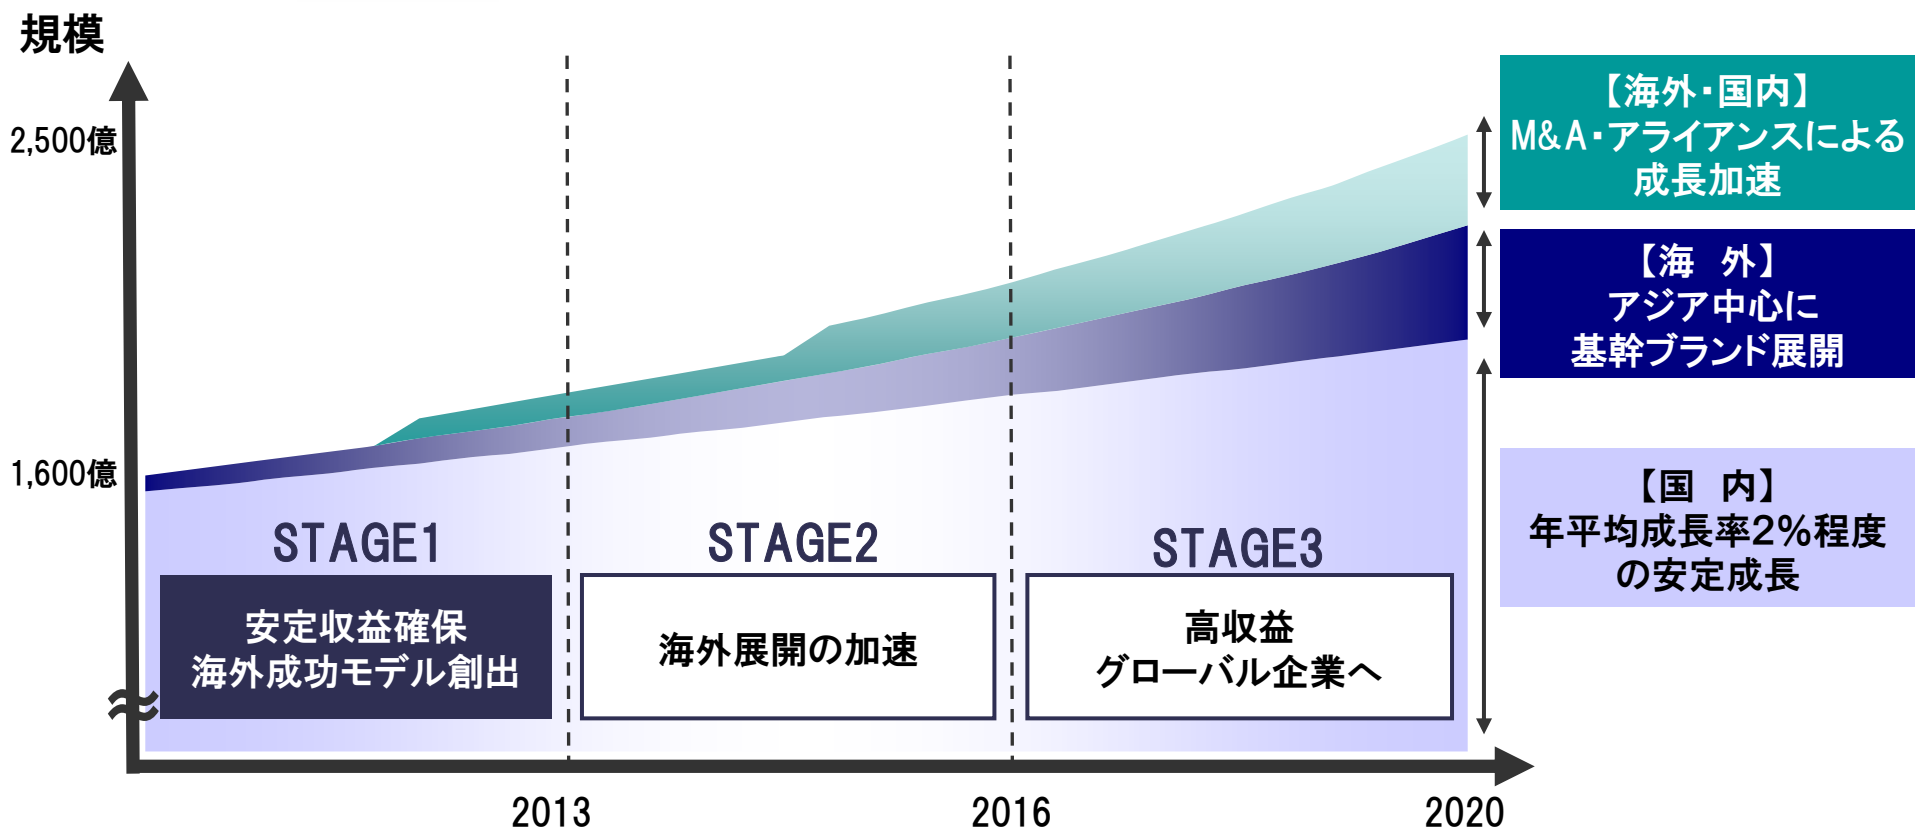 規模
2,500億
1,600億
【海外・国内】
M&A・アライアンスによる
成長加速
【海　外】
アジア中心に
基幹ブランド展開
【国　内】
年平均成長率2%程度
の安定成長
STAGE1
安定収益確保
海外成功モデル創出
STAGE2
海外展開の加速
STAGE3
高収益
グローバル企業へ
2013
2016
2020